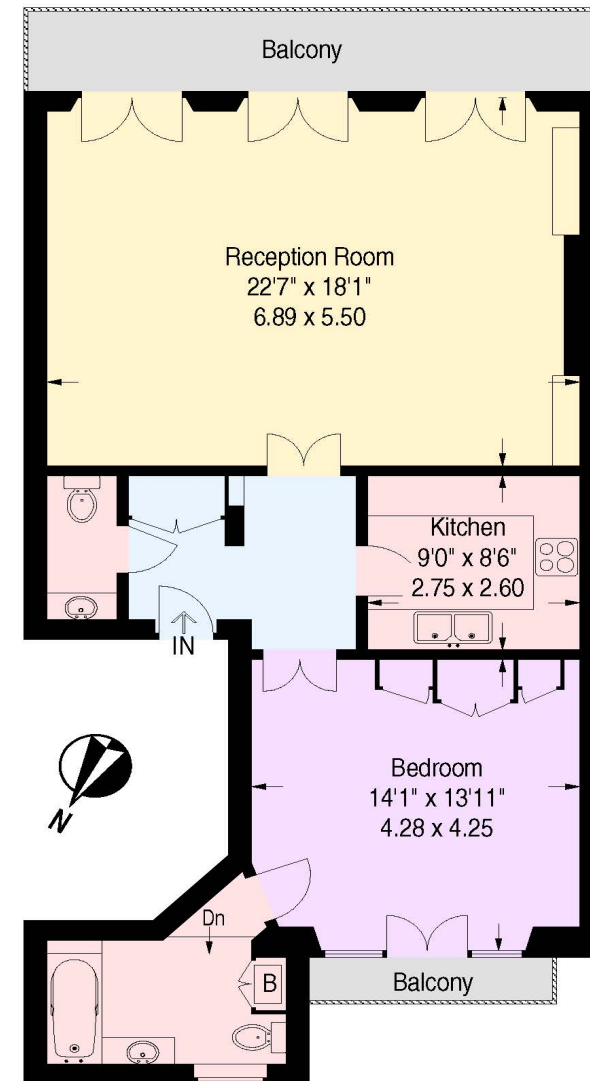 Balcony
Reception Room
22'7" x 18'1"
6.89 x 5.50
Kitchen
9'0" x 8'6"
2.75 x 2.60
IN
Bedroom
14'1" x 13'11"
4.28 x 4.25
N
Dn
B
Balcony